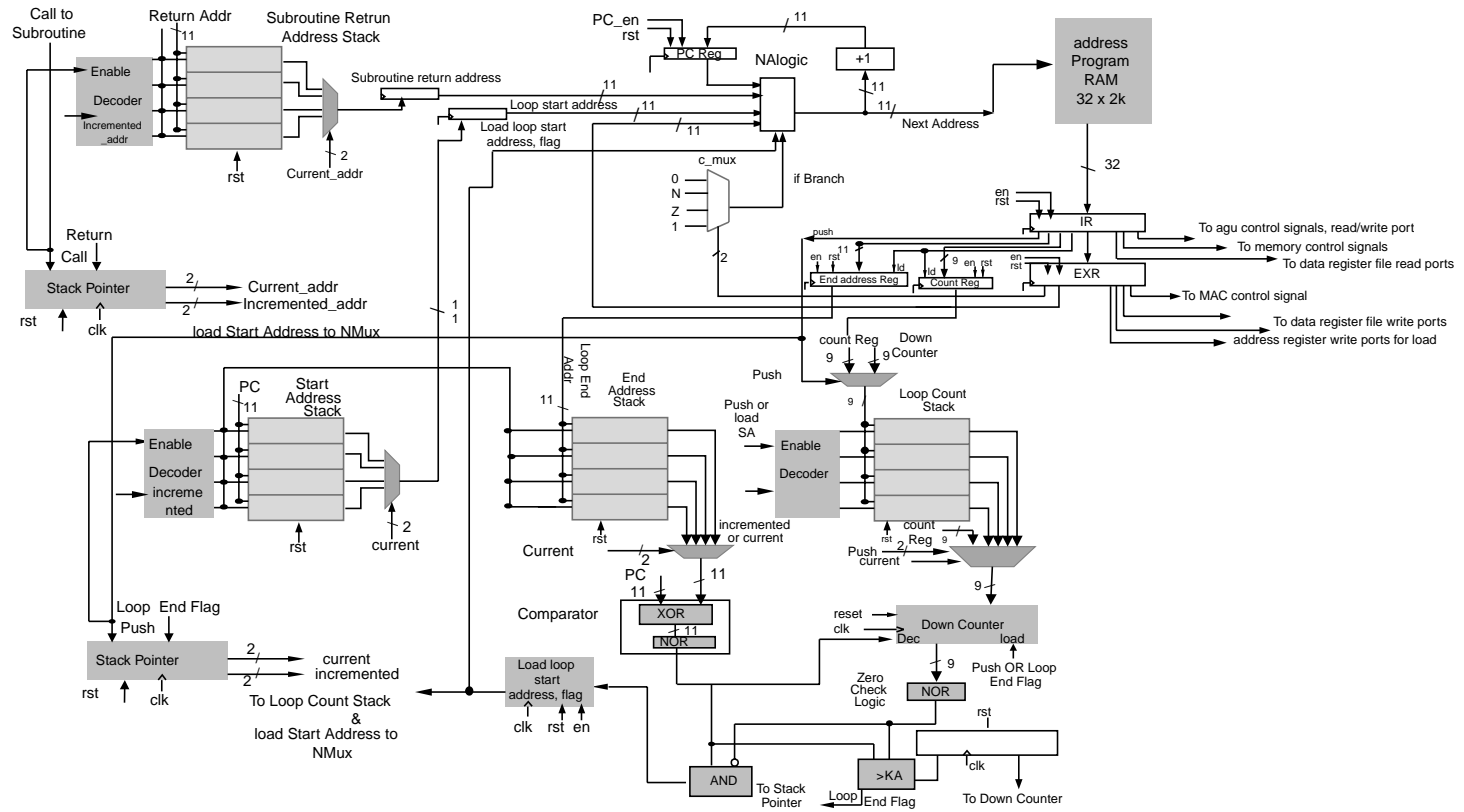 Call to
Subroutine
Return Addr
11
Subroutine Retrun
Address Stack
Enable
Decoder
Incremented
_addr
rst
2
Current_addr
Subroutine return address
11
Loop start address
11
Load loop start
address, flag
11
PC_en
rst
PC Reg
NAlogic
11
+1
11
11
Next Address
address
Program
RAM
32 x 2k
32
c_mux
0
N
Z
1
if Branch
2
en
rst
IR
push
11
9
en rst
ld
ld
en rst
End address Reg
Count Reg
en
rst
EXR
To agu control signals, read/write port
To memory control signals
To data register file read ports
To MAC control signal
To data register file write ports
address register write ports for load
Return
Call
Stack Pointer
rst
clk
2
Current_addr
2
Incremented_addr
1
1
load Start Address to NMux
PC
11
Start
Address
Stack
Enable
Decoder
increme
nted
rst
2
current
Loop End
Addr
11
End
Address
Stack
rst
incremented
or current
Current
2
PC
11
11
Comparator
XOR
11
NOR
count Reg
Down
Counter
9
9
Push
9
Loop Count
Stack
Push or
load
SA
Enable
Decoder
rst
count
Reg
9
9
Push
2
current
9
reset
clk
Down Counter
Dec
load
9
Push OR Loop
End Flag
Zero
Check
Logic
NOR
rst
clk
To Down Counter
Loop End Flag
Push
Stack Pointer
rst
clk
2
current
2
incremented
To Loop Count Stack
&
load Start Address to
NMux
Load loop
start
address, flag
clk
rst en
AND
To Stack
Pointer
>KA
Loop End Flag